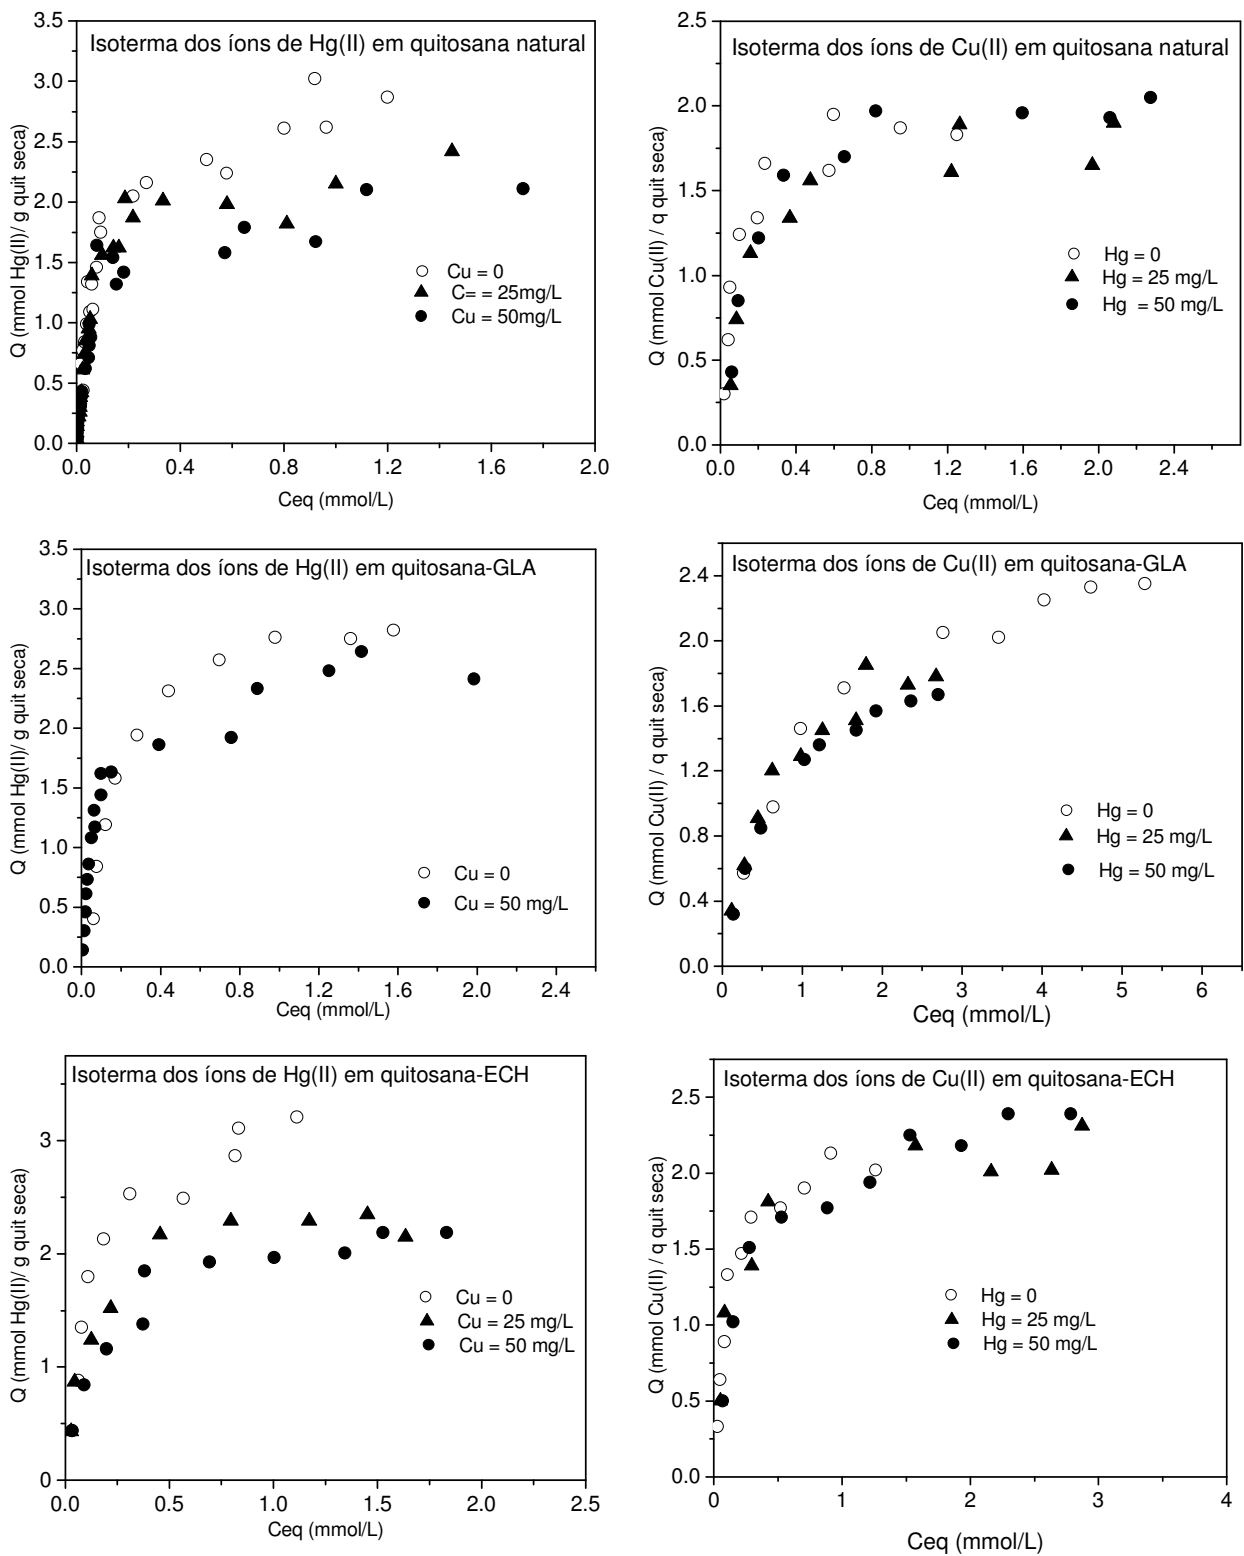 Isoterma dos íons de Hg(II) em quitosana natural
Q (mmol Hg(II)/ g quit seca)
3.5
3.0
2.5
2.0
1.5
1.0
0.5
0.0
Cu = 0
C= = 25mg/L
Cu = 50mg/L
0.0 0.4 0.8 1.2 1.6 2.0
Ceq (mmol/L)
Isoterma dos íons de Cu(II) em quitosana natural
Q (mmol Cu(II) / q quit seca)
2.5
2.0
1.5
1.0
0.5
0.0
Hg = 0
Hg = 25 mg/L
Hg = 50 mg/L
0.0 0.4 0.8 1.2 1.6 2.0 2.4
Ceq (mmol/L)
Isoterma dos íons de Hg(II) em quitosana-GLA
Q (mmol Hg(II)/ g quit seca)
3.5
3.0
2.5
2.0
1.5
1.0
0.5
0.0
Cu = 0
Cu = 50 mg/L
0.0 0.4 0.8 1.2 1.6 2.0 2.4
Ceq (mmol/L)
Isoterma dos íons de Cu(II) em quitosana-GLA
Q (mmol Cu(II) / q quit seca)
2.4
2.0
1.6
1.2
0.8
0.4
0.0
Hg = 0
Hg = 25 mg/L
Hg = 50 mg/L
0 1 2 3 4 5 6
Ceq (mmol/L)
Isoterma dos íons de Hg(II) em quitosana-ECH
Q (mmol Hg(II)/ g quit seca)
3
2
1
0
Cu = 0
Cu = 25 mg/L
Cu = 50 mg/L
0.0 0.5 1.0 1.5 2.0 2.5
Ceq (mmol/L)
Isoterma dos íons de Cu(II) em quitosana-ECH
Q (mmol Cu(II) / q quit seca)
2.5
2.0
1.5
1.0
0.5
0.0
Hg = 0
Hg = 25 mg/L
Hg = 50 mg/L
0 1 2 3 4
Ceq (mmol/L)